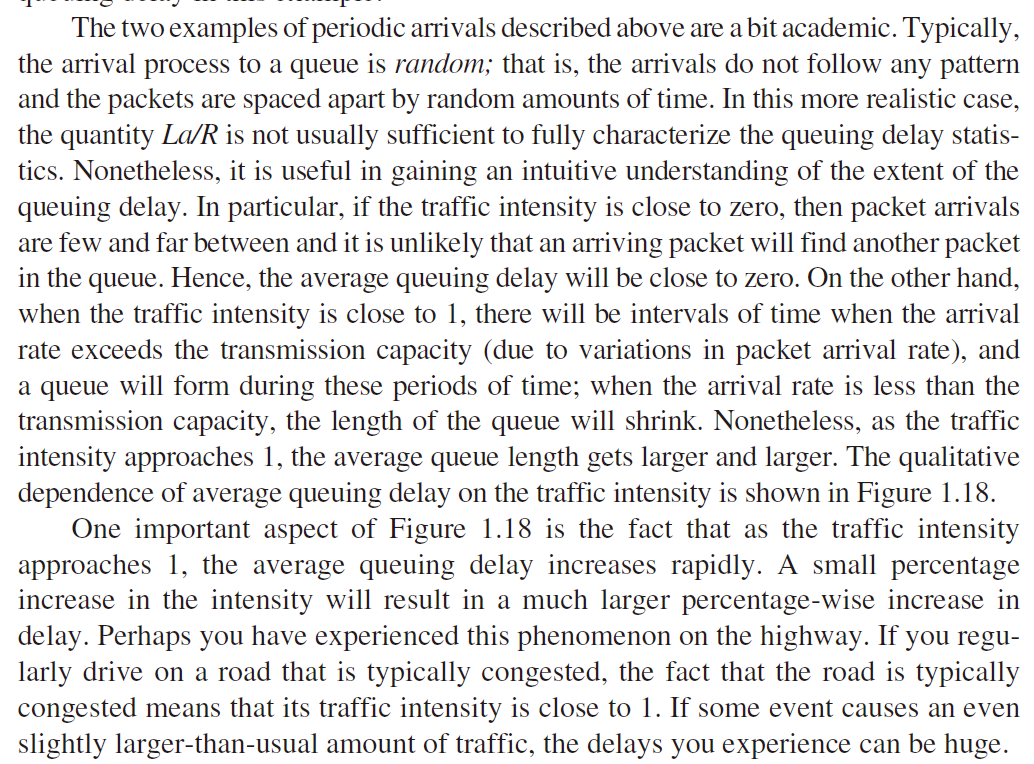 queuing delay in this example.
The two examples of periodic arrivals described above are a bit academic. Typically,
the arrival process to a queue is random; that is, the arrivals do not follow any pattern
and the packets are spaced apart by random amounts of time. In this more realistic case,
the quantity La/R is not usually sufficient to fully characterize the queuing delay statis-
tics. Nonetheless, it is useful in gaining an intuitive understanding of the extent of the
queuing delay. In particular, if the traffic intensity is close to zero, then packet arrivals
are few and far between and it is unlikely that an arriving packet will find another packet
in the queue. Hence, the average queuing delay will be close to zero. On the other hand,
when the traffic intensity is close to 1, there will be intervals of time when the arrival
rate exceeds the transmission capacity (due to variations in packet arrival rate), and
a queue will form during these periods of time; when the arrival rate is less than the
transmission capacity, the length of the queue will shrink. Nonetheless, as the traffic
intensity approaches 1, the average queue length gets larger and larger. The qualitative
dependence of average queuing delay on the traffic intensity is shown in Figure 1.18.
One important aspect of Figure 1.18 is the fact that as the traffic intensity
approaches 1, the average queuing delay increases rapidly. A small percentage
increase in the intensity will result in a much larger percentage-wise increase in
delay. Perhaps you have experienced this phenomenon on the highway. If you regu-
larly drive on a road that is typically congested, the fact that the road is typically
congested means that its traffic intensity is close to 1. If some event causes an even
slightly larger-than-usual amount of traffic, the delays you experience can be huge.